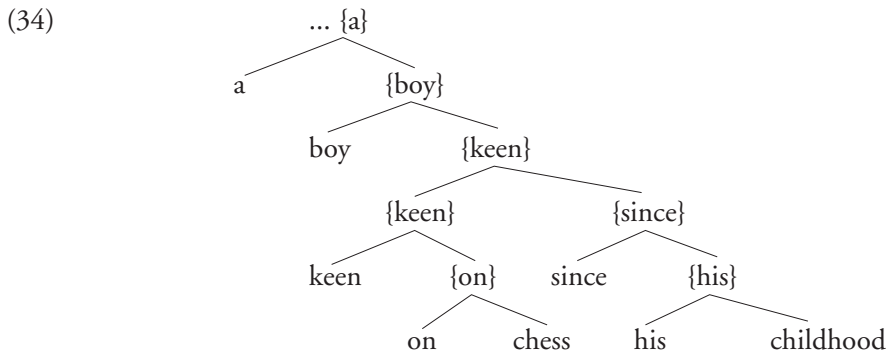 (34) ... {a}
a {boy}
boy {keen}
{keen} {since}
keen {on} since {his}
on chess his childhood